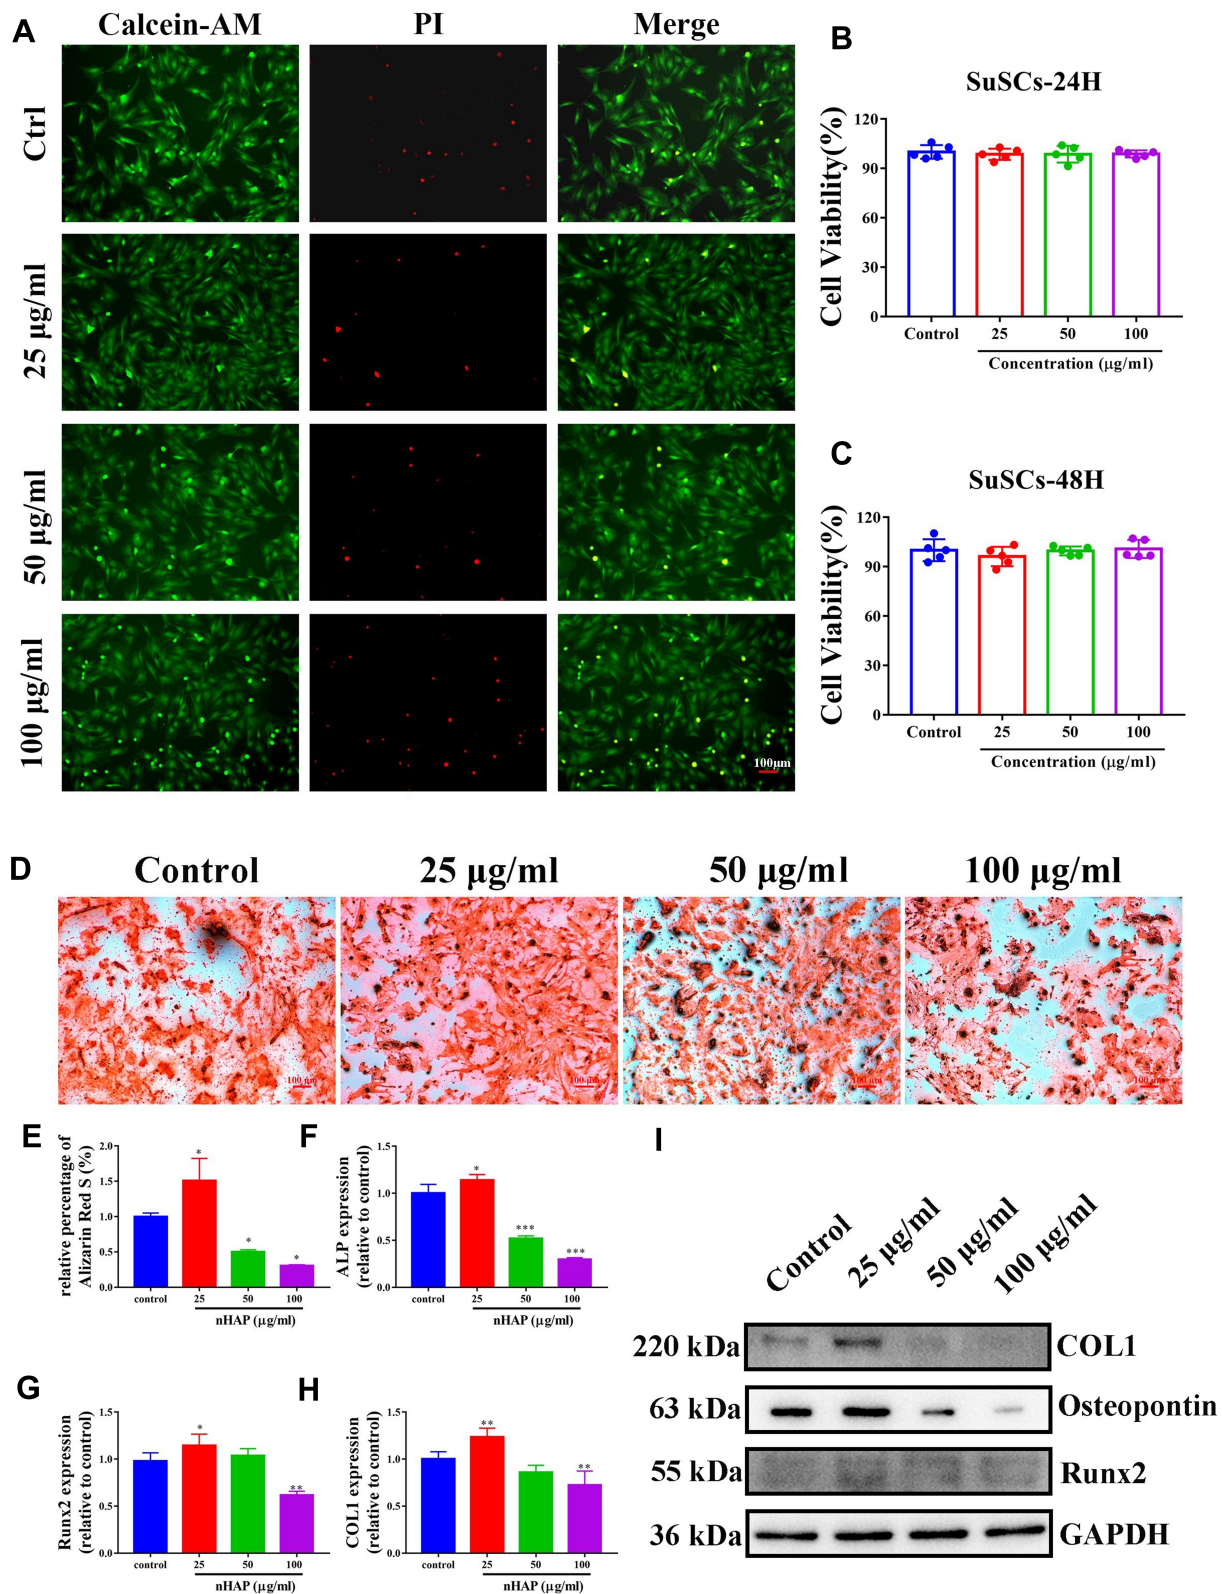 A
Calcein-AM
PI
Merge
Ctrl
25 μg/ml
50 μg/ml
100 μg/ml
100μm
B
SuSCs-24H
Cell Viability(%)
120
90
60
30
0
Control
25
50
100
Concentration (μg/ml)
C
SuSCs-48H
Cell Viability(%)
120
90
60
30
0
Control
25
50
100
Concentration (μg/ml)
D
Control
25 μg/ml
50 μg/ml
100 μg/ml
100 μm
100 μm
100 μm
100 μm
E
relative percentage of
Alizarin Red S (%)
2.0
1.5
1.0
0.5
0.0
*
*
*
control
25
50
100
nHAP (μg/ml)
F
ALP expression
(relative to control)
1.5
1.0
0.5
0.0
*
***
***
control
25
50
100
nHAP (μg/ml)
G
Runx2 expression
(relative to control)
1.5
1.0
0.5
0.0
*
**
control
25
50
100
nHAP (μg/ml)
H
COL1 expression
(relative to control)
1.5
1.0
0.5
0.0
**
**
control
25
50
100
nHAP (μg/ml)
I
Control
25 μg/ml
50 μg/ml
100 μg/ml
220 kDa
COL1
63 kDa
Osteopontin
55 kDa
Runx2
36 kDa
GAPDH